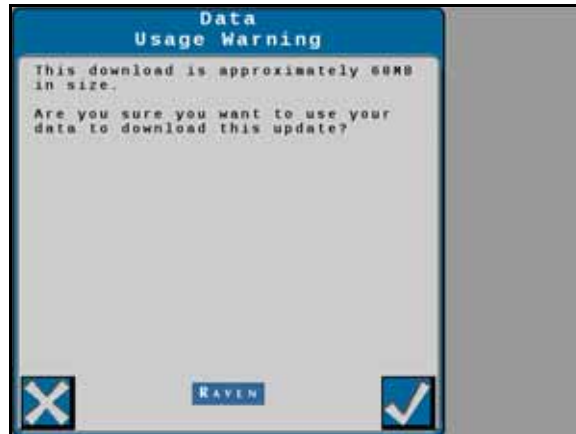 Data
Usage Warning
This download is approximately 60MB
in size.
Are you sure you want to use your
data to download this update?
RAVEN